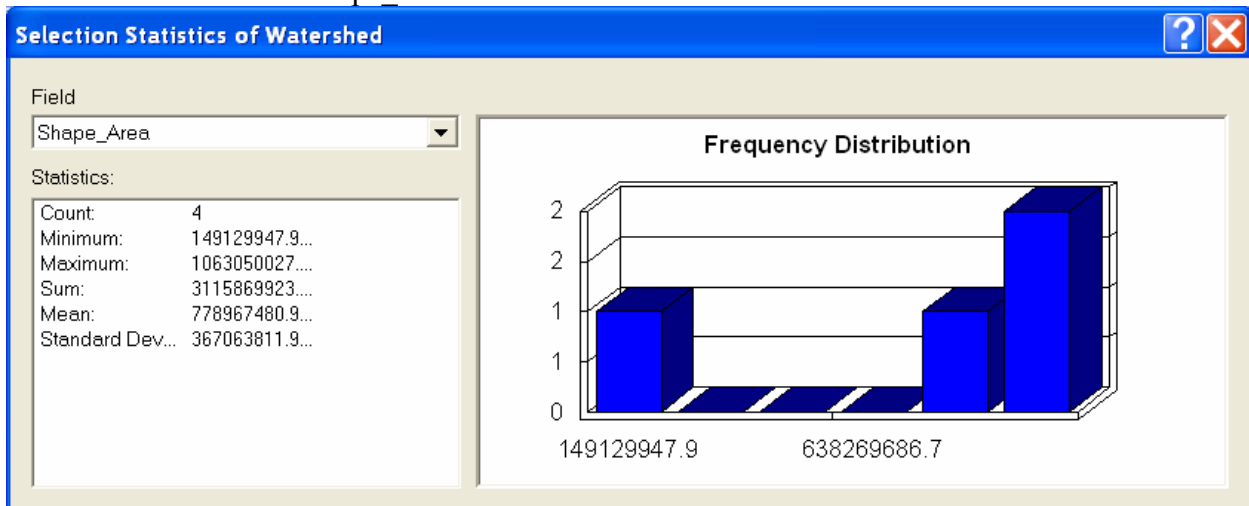 Selection Statistics of Watershed
Field
Shape_Area
Statistics:
Count: 4
Minimum: 149129947.9...
Maximum: 1063050027....
Sum: 3115869923....
Mean: 778967480.9...
Standard Dev... 367063811.9...
Frequency Distribution
2
2
1
1
0
149129947.9 638269686.7